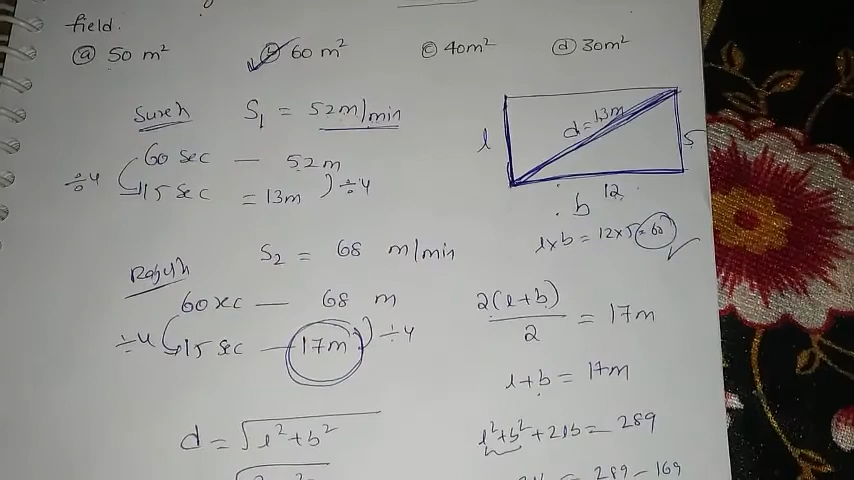 field.
(a) 50 m² (b) 60 m² (c) 40m² (d) 30m²
Suresh S₁ = 52m/min
60 sec — 52m
÷4 15 sec = 13m ÷4
S₂ = 68 m/min
60 sec — 68 m
÷4 15 sec — 17m ÷4
d = √l²+b²
l d=13m 5
12
b
l×b = 12×5 = 60
2(l+b)
2
= 17m
l+b = 17m
l²+b²+2lb = 289
= 289-169